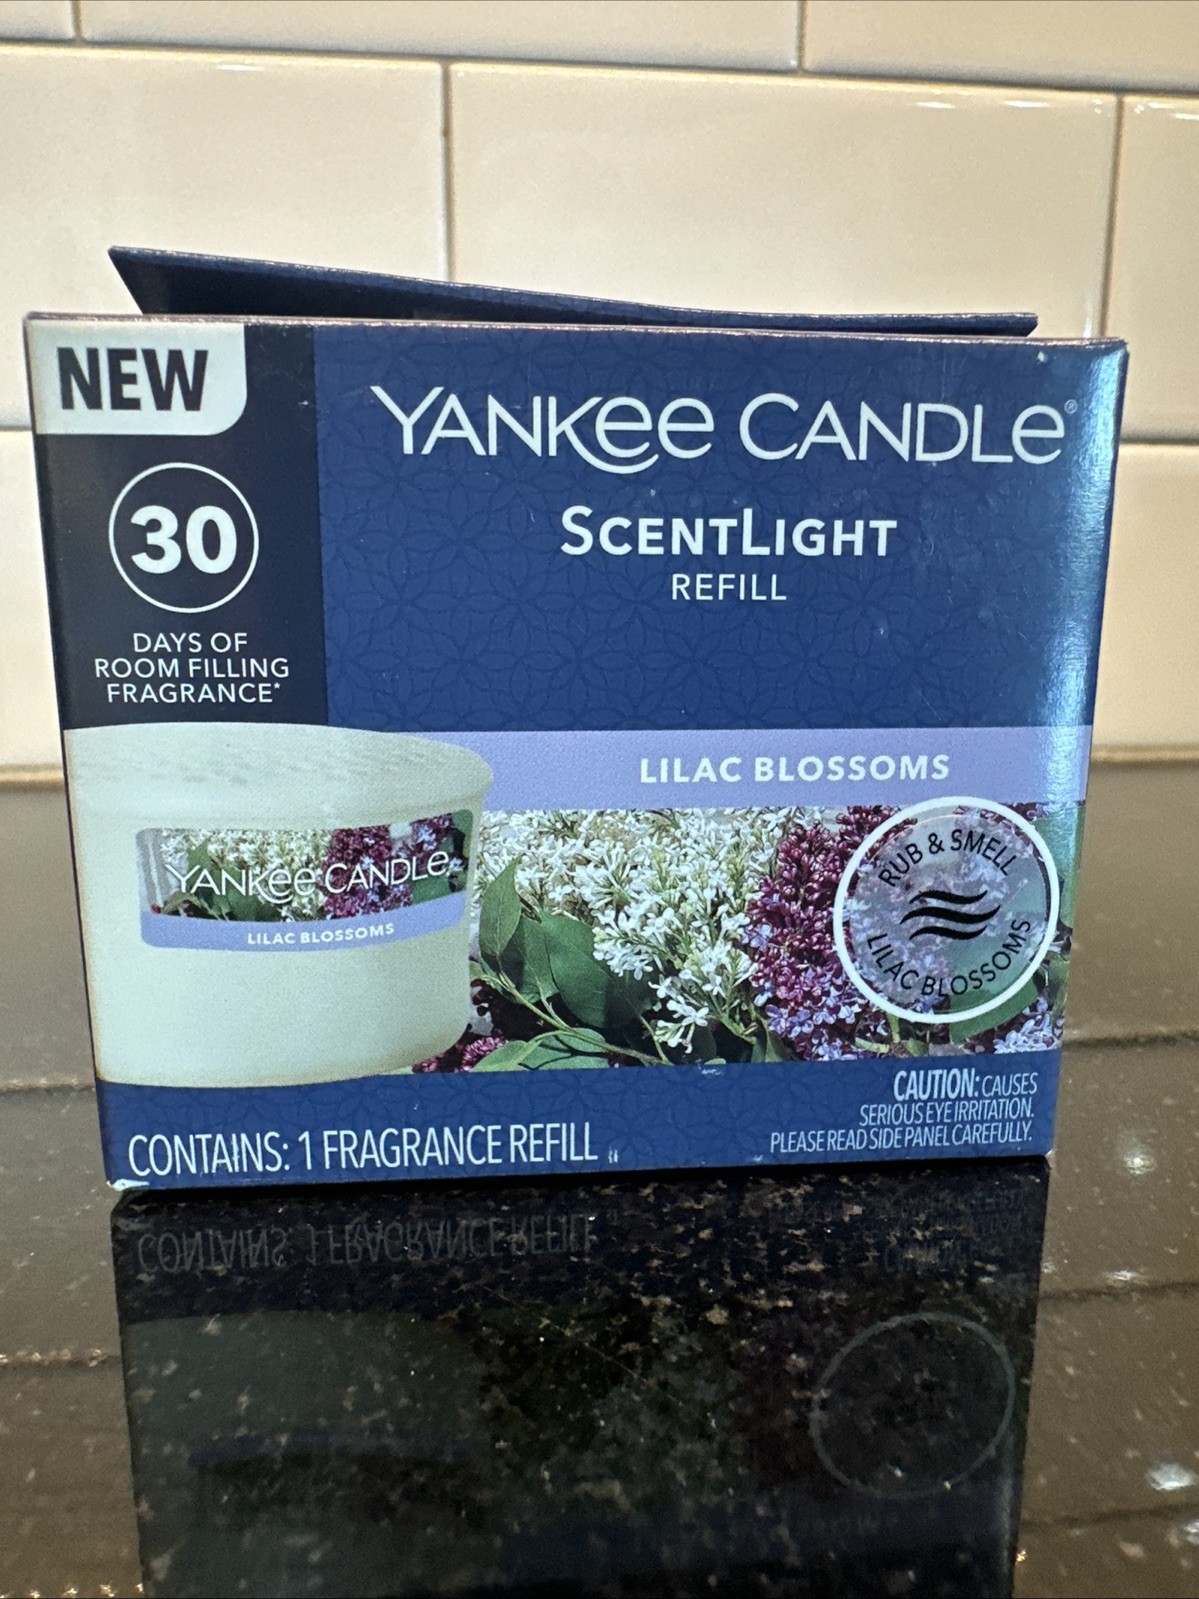 NEW
YANKEE CANDLE®
SCENTLIGHT
REFILL
30
DAYS OF
ROOM FILLING
FRAGRANCE*
LILAC BLOSSOMS
YANKEE CANDLE
LILAC BLOSSOMS
RUB & SMELL
LILAC BLOSSOMS
CONTAINS: 1 FRAGRANCE REFILL
CAUTION: CAUSES
SERIOUS EYE IRRITATION.
PLEASE READ SIDE PANEL CAREFULLY.